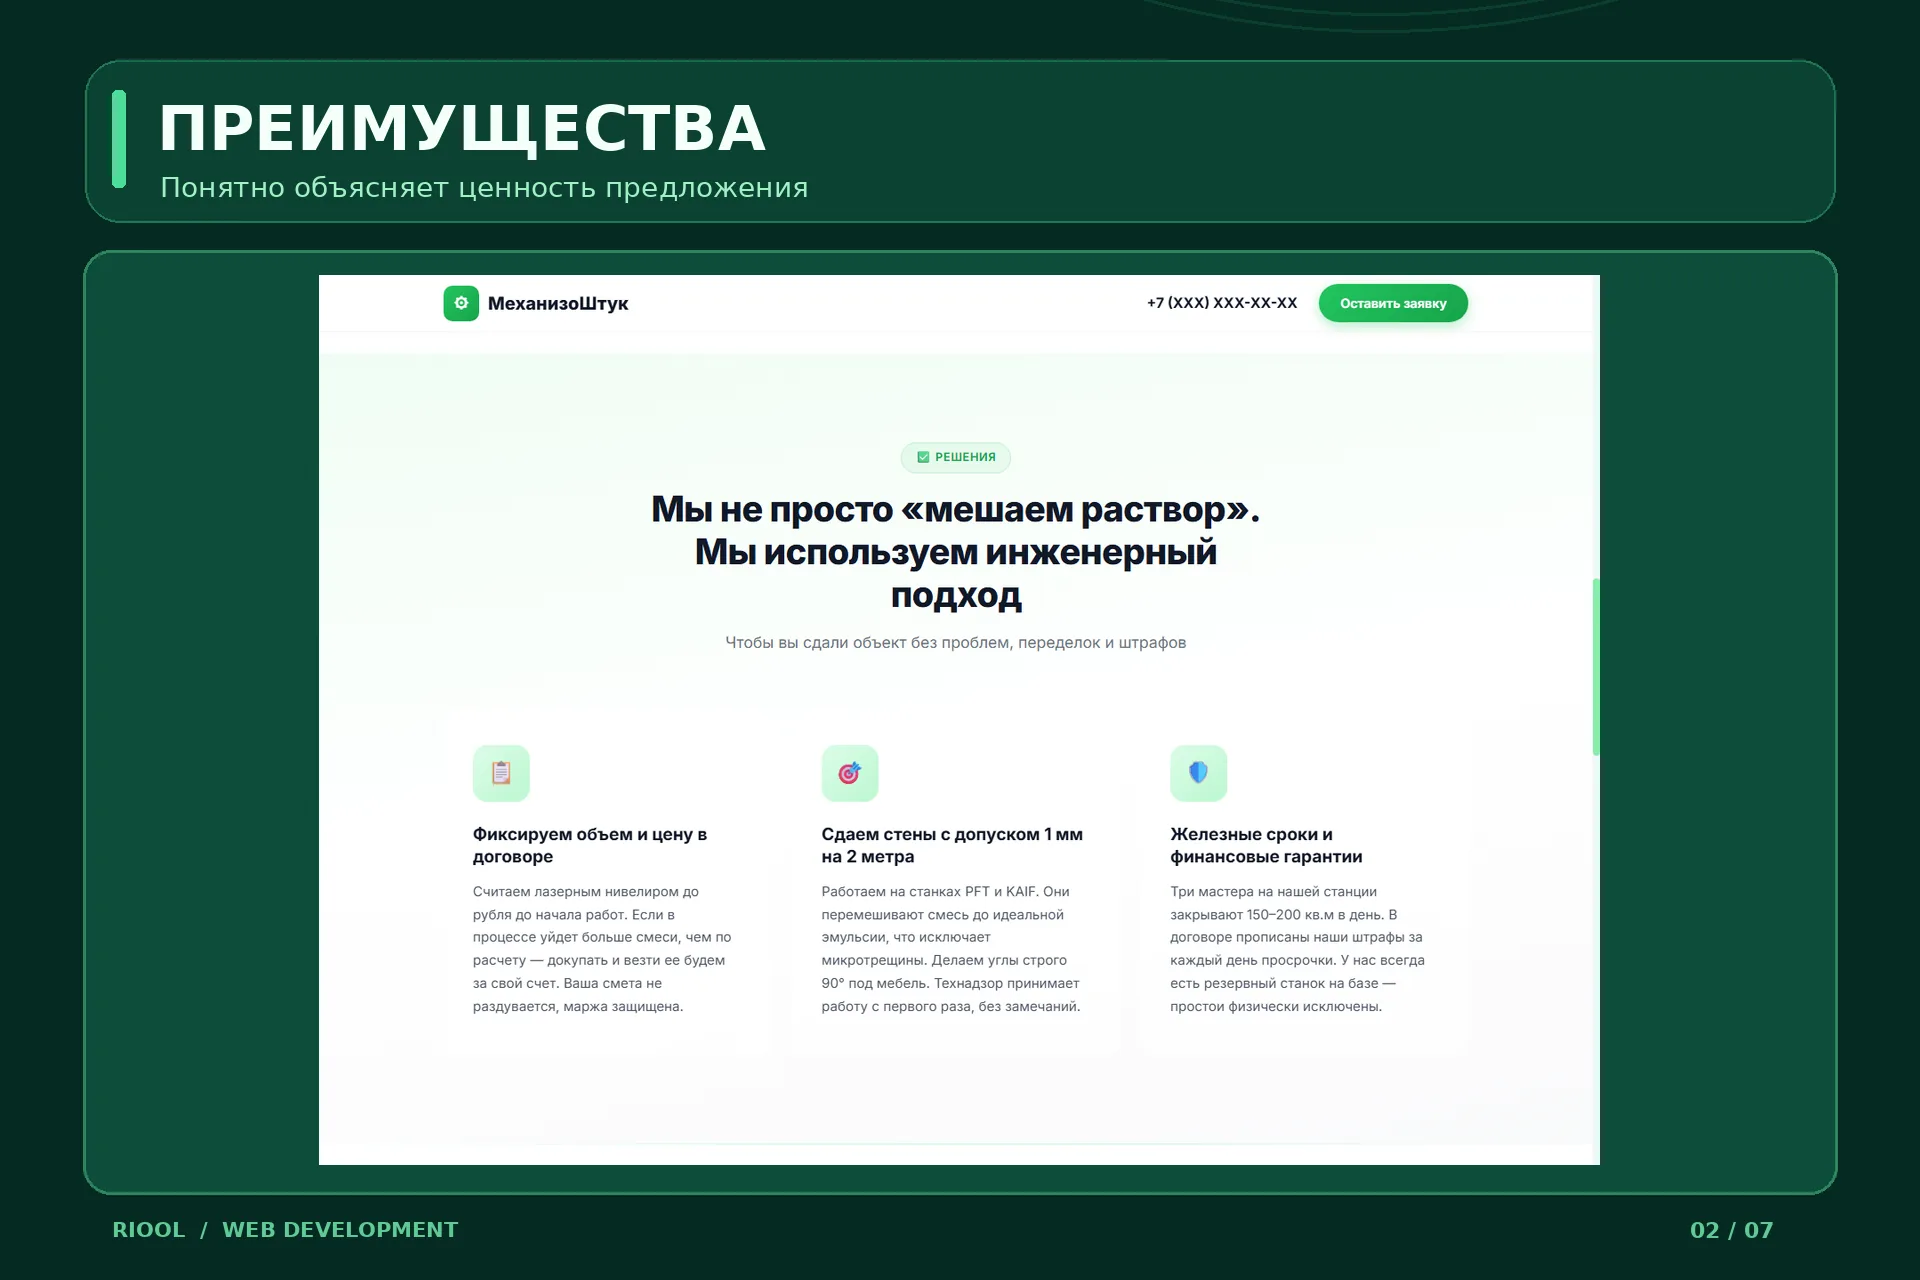 ПРЕИМУЩЕСТВА
Понятно объясняет ценность предложения
МеханизоШтук
+7 (XXX) XXX-XX-XX
Оставить заявку
РЕШЕНИЯ
Мы не просто «мешаем раствор».
Мы используем инженерный
подход
Чтобы вы сдали объект без проблем, переделок и штрафов
Фиксируем объем и цену в
договоре
Считаем лазерным нивелиром до
рубля до начала работ. Если в
процессе уйдет больше смеси, чем по
расчету — докупать и везти ее будем
за свой счет. Ваша смета не
раздувается, маржа защищена.
Сдаем стены с допуском 1 мм
на 2 метра
Работаем на станках PFT и KAIF. Они
перемешивают смесь до идеальной
эмульсии, что исключает
микротрещины. Делаем углы строго
90° под мебель. Технадзор принимает
работу с первого раза, без замечаний.
Железные сроки и
финансовые гарантии
Три мастера на нашей станции
закрывают 150–200 кв.м в день. В
договоре прописаны наши штрафы за
каждый день просрочки. У нас всегда
есть резервный станок на базе —
простои физически исключены.
RIOOL / WEB DEVELOPMENT
02 / 07